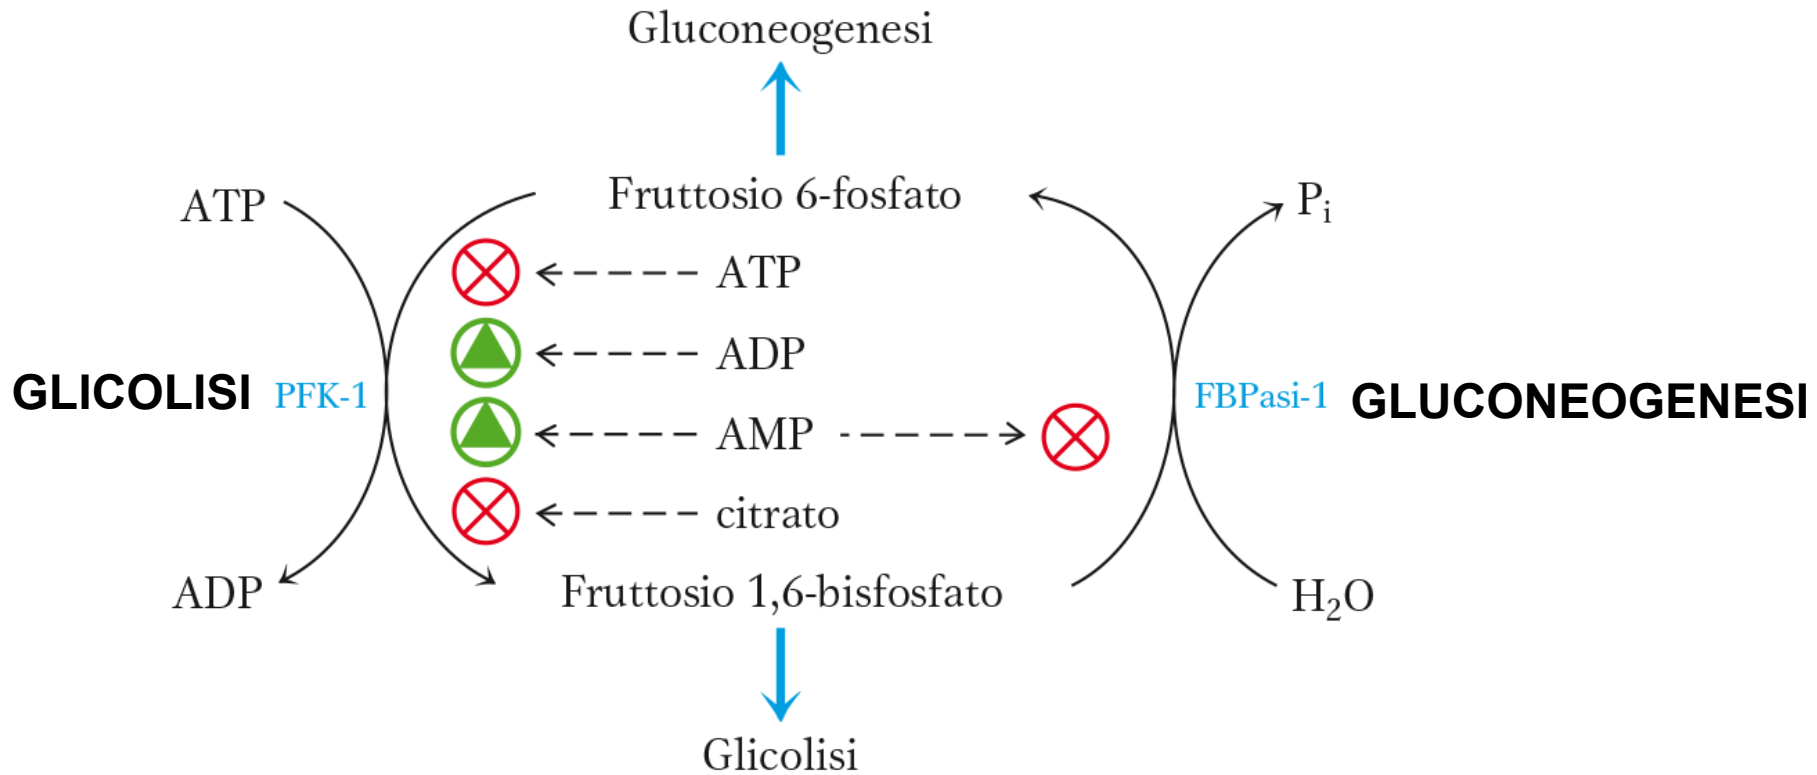 Gluconeogenesi
ATP
Fruttosio 6-fosfato
Pi
ATP
ADP
GLICOLISI PFK-1
FBPasi-1 GLUCONEOGENESI
AMP
citrato
ADP
Fruttosio 1,6-bisfosfato
H₂O
Glicolisi